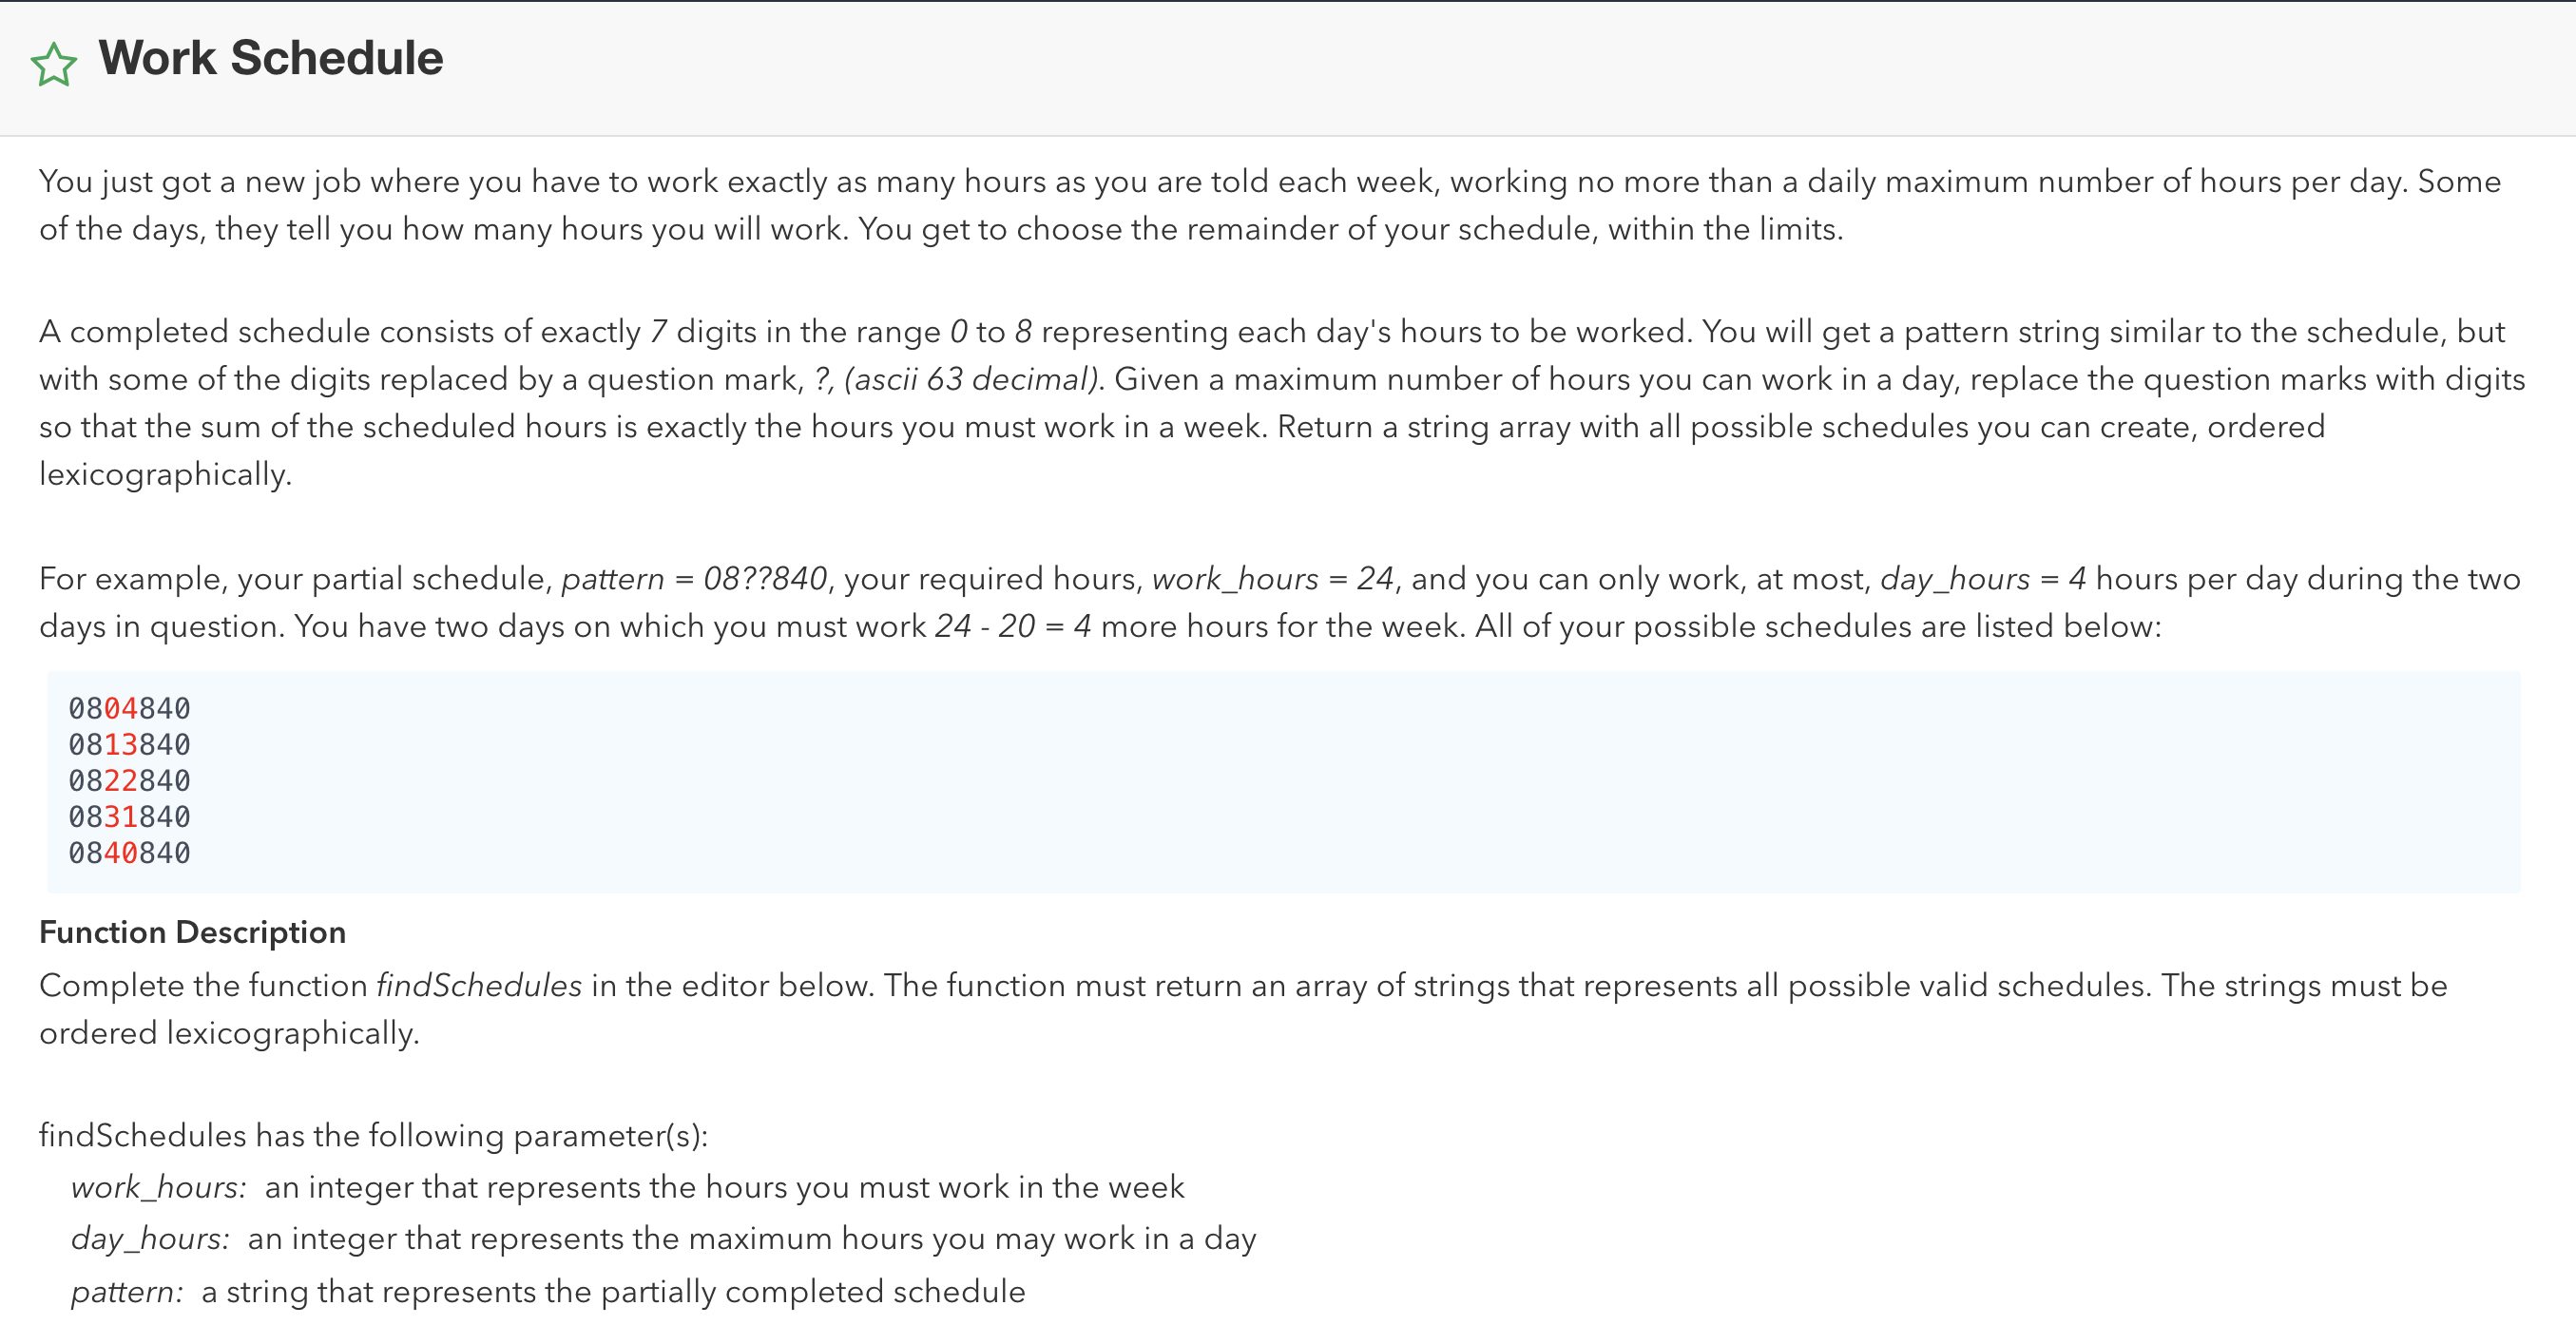 Work Schedule
You just got a new job where you have to work exactly as many hours as you are told each week, working no more than a daily maximum number of hours per day. Some
of the days, they tell you how many hours you will work. You get to choose the remainder of your schedule, within the limits.
A completed schedule consists of exactly 7 digits in the range 0 to 8 representing each day's hours to be worked. You will get a pattern string similar to the schedule, but
with some of the digits replaced by a question mark, ?, (ascii 63 decimal). Given a maximum number of hours you can work in a day, replace the question marks with digits
so that the sum of the scheduled hours is exactly the hours you must work in a week. Return a string array with all possible schedules you can create, ordered
lexicographically.
For example, your partial schedule, pattern = 08??840, your required hours, work_hours = 24, and you can only work, at most, day_hours = 4 hours per day during the two
days in question. You have two days on which you must work 24 - 20 = 4 more hours for the week. All of your possible schedules are listed below:
0804840
0813840
0822840
0831840
0840840
Function Description
Complete the function findSchedules in the editor below. The function must return an array of strings that represents all possible valid schedules. The strings must be
ordered lexicographically.
findSchedules has the following parameter(s):
work_hours: an integer that represents the hours you must work in the week
day_hours: an integer that represents the maximum hours you may work in a day
pattern: a string that represents the partially completed schedule